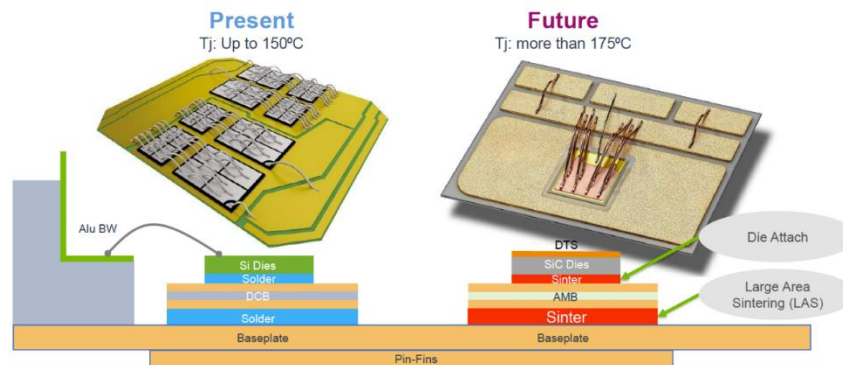 Present
Tj: Up to 150ºC
Future
Tj: more than 175ºC
Alu BW
Si Dies
Solder
DCB
Solder
Baseplate
DTS
SiC Dies
Sinter
AMB
Sinter
Baseplate
Pin-Fins
Die Attach
Large Area
Sintering (LAS)